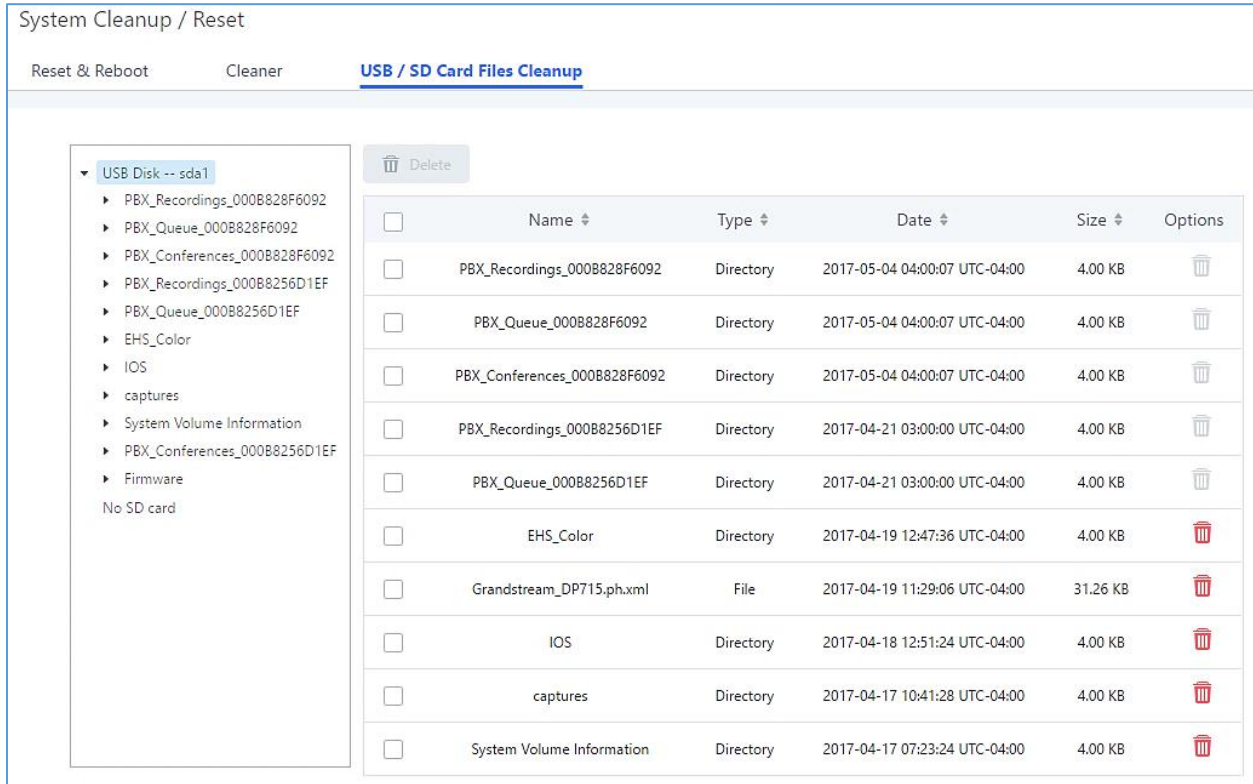 System Cleanup / Reset
Reset & Reboot Cleaner USB / SD Card Files Cleanup
USB Disk -- sda1
PBX_Recordings_000B828F6092
PBX_Queue_000B828F6092
PBX_Conferences_000B828F6092
PBX_Recordings_000B8256D1EF
PBX_Queue_000B8256D1EF
EHS_Color
IOS
captures
System Volume Information
PBX_Conferences_000B8256D1EF
Firmware
No SD card
Delete
Name Type Date Size Options
PBX_Recordings_000B828F6092 Directory 2017-05-04 04:00:07 UTC-04:00 4.00 KB
PBX_Queue_000B828F6092 Directory 2017-05-04 04:00:07 UTC-04:00 4.00 KB
PBX_Conferences_000B828F6092 Directory 2017-05-04 04:00:07 UTC-04:00 4.00 KB
PBX_Recordings_000B8256D1EF Directory 2017-04-21 03:00:00 UTC-04:00 4.00 KB
PBX_Queue_000B8256D1EF Directory 2017-04-21 03:00:00 UTC-04:00 4.00 KB
EHS_Color Directory 2017-04-19 12:47:36 UTC-04:00 4.00 KB
Grandstream_DP715.ph.xml File 2017-04-19 11:29:06 UTC-04:00 31.26 KB
IOS Directory 2017-04-18 12:51:24 UTC-04:00 4.00 KB
captures Directory 2017-04-17 10:41:28 UTC-04:00 4.00 KB
System Volume Information Directory 2017-04-17 07:23:24 UTC-04:00 4.00 KB